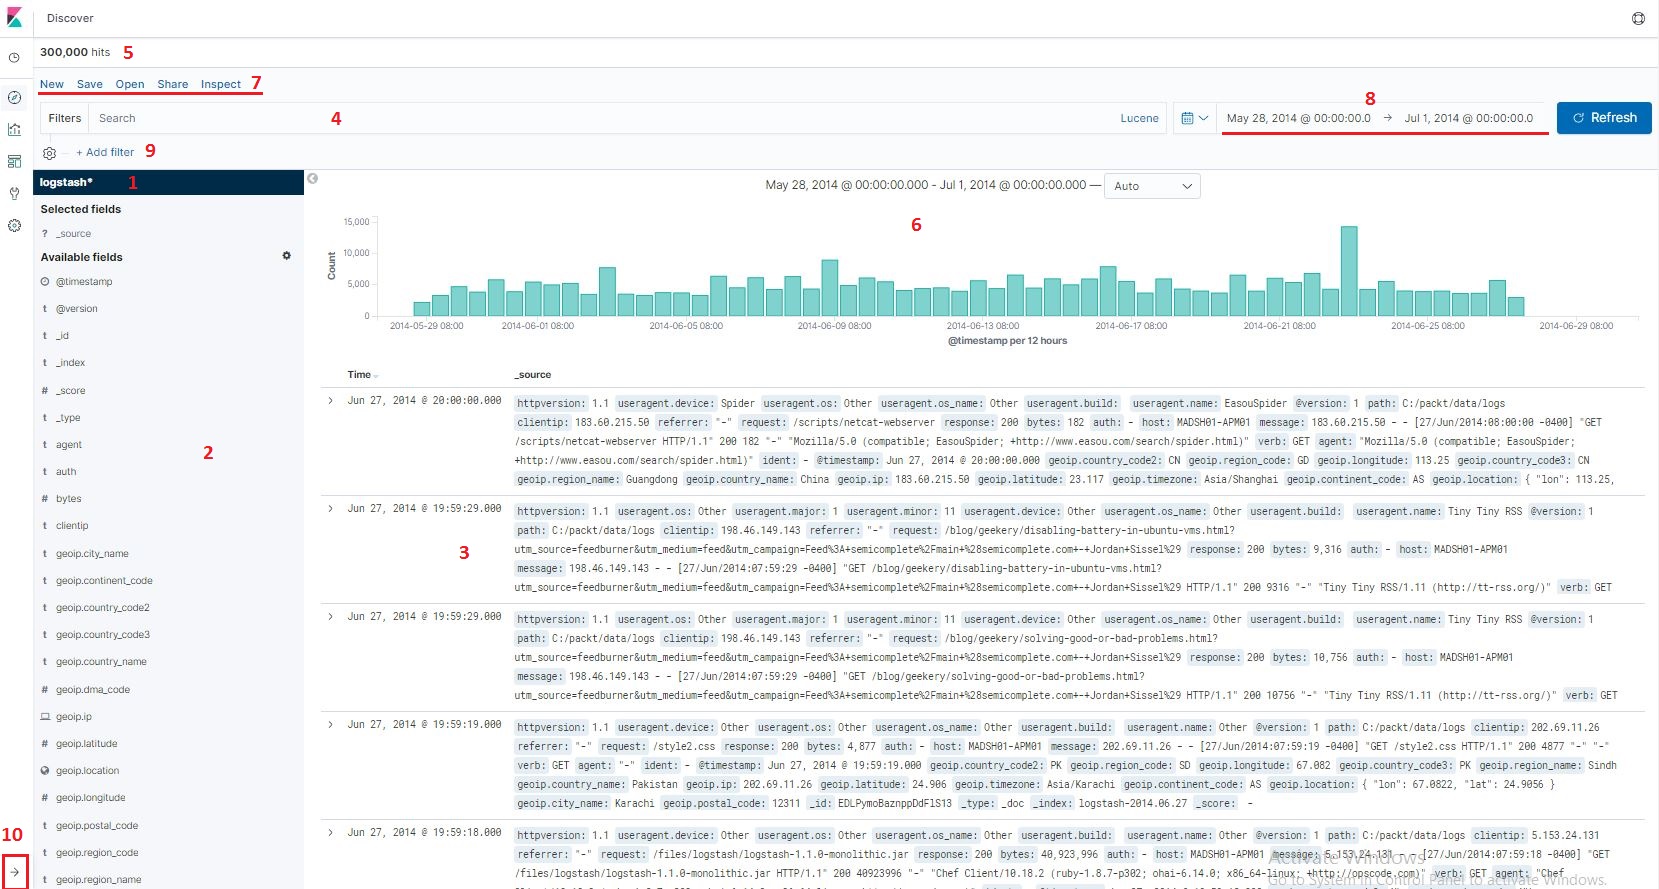 Discover
300,000 hits 5
New Save Open Share Inspect 7
8
Filters Search 4 Lucene May 28, 2014 @ 00:00:00.0 → Jul 1, 2014 @ 00:00:00.0 Refresh
+ Add filter 9
logstash* 1
Selected fields
? _source
Available fields
@timestamp
t @version
t _id
t _index
# _score
t _type
t agent
2
t auth
# bytes
t clientip
t geoip.city_name
t geoip.continent_code
t geoip.country_code2
t geoip.country_code3
t geoip.country_name
# geoip.dma_code
geoip.ip
# geoip.latitude
geoip.location
# geoip.longitude
t geoip.postal_code
t geoip.region_code
t geoip.region_name
10
May 28, 2014 @ 00:00:00.000 - Jul 1, 2014 @ 00:00:00.000 — Auto
6
15,000
10,000
5,000
0
Count
2014-05-29 08:00 2014-06-01 08:00 2014-06-05 08:00 2014-06-09 08:00 2014-06-13 08:00 2014-06-17 08:00 2014-06-21 08:00 2014-06-25 08:00 2014-06-29 08:00
@timestamp per 12 hours
Time _source
Jun 27, 2014 @ 20:00:00.000 httpversion: 1.1 useragent.device: Spider useragent.os: Other useragent.os_name: Other useragent.build: useragent.name: EasouSpider @version: 1 path: C:/packt/data/logs
clientip: 183.60.215.50 referrer: "-" request: /scripts/netcat-webserver response: 200 bytes: 182 auth: - host: MADSH01-APM01 message: 183.60.215.50 - - [27/Jun/2014:08:00:00 -0400] "GET
/scripts/netcat-webserver HTTP/1.1" 200 182 "-" "Mozilla/5.0 (compatible; EasouSpider; +http://www.easou.com/search/spider.html)" verb: GET agent: "Mozilla/5.0 (compatible; EasouSpider;
+http://www.easou.com/search/spider.html)" ident: - @timestamp: Jun 27, 2014 @ 20:00:00.000 geoip.country_code2: CN geoip.region_code: GD geoip.longitude: 113.25 geoip.country_code3: CN
geoip.region_name: Guangdong geoip.country_name: China geoip.ip: 183.60.215.50 geoip.latitude: 23.117 geoip.timezone: Asia/Shanghai geoip.continent_code: AS geoip.location: { "lon": 113.25,
Jun 27, 2014 @ 19:59:29.000 httpversion: 1.1 useragent.os: Other useragent.major: 1 useragent.minor: 11 useragent.device: Other useragent.os_name: Other useragent.build: useragent.name: Tiny Tiny RSS @version: 1
path: C:/packt/data/logs clientip: 198.46.149.143 referrer: "-" request: /blog/geekery/disabling-battery-in-ubuntu-vms.html?
3 utm_source=feedburner&utm_medium=feed&utm_campaign=Feed%3A+semicomplete%2Fmain+%28semicomplete.com+-+Jordan+Sissel%29 response: 200 bytes: 9,316 auth: - host: MADSH01-APM01
message: 198.46.149.143 - - [27/Jun/2014:07:59:29 -0400] "GET /blog/geekery/disabling-battery-in-ubuntu-vms.html?
utm_source=feedburner&utm_medium=feed&utm_campaign=Feed%3A+semicomplete%2Fmain+%28semicomplete.com+-+Jordan+Sissel%29 HTTP/1.1" 200 9316 "-" "Tiny Tiny RSS/1.11 (http://tt-rss.org/)" verb: GET
Jun 27, 2014 @ 19:59:29.000 httpversion: 1.1 useragent.os: Other useragent.major: 1 useragent.minor: 11 useragent.device: Other useragent.os_name: Other useragent.build: useragent.name: Tiny Tiny RSS @version: 1
path: C:/packt/data/logs clientip: 198.46.149.143 referrer: "-" request: /blog/geekery/solving-good-or-bad-problems.html?
utm_source=feedburner&utm_medium=feed&utm_campaign=Feed%3A+semicomplete%2Fmain+%28semicomplete.com+-+Jordan+Sissel%29 response: 200 bytes: 10,756 auth: - host: MADSH01-APM01
message: 198.46.149.143 - - [27/Jun/2014:07:59:29 -0400] "GET /blog/geekery/solving-good-or-bad-problems.html?
utm_source=feedburner&utm_medium=feed&utm_campaign=Feed%3A+semicomplete%2Fmain+%28semicomplete.com+-+Jordan+Sissel%29 HTTP/1.1" 200 10756 "-" "Tiny Tiny RSS/1.11 (http://tt-rss.org/)" verb: GET
Jun 27, 2014 @ 19:59:19.000 httpversion: 1.1 useragent.device: Other useragent.os: Other useragent.os_name: Other useragent.build: useragent.name: Other @version: 1 path: C:/packt/data/logs clientip: 202.69.11.26
referrer: "-" request: /style2.css response: 200 bytes: 4,877 auth: - host: MADSH01-APM01 message: 202.69.11.26 - - [27/Jun/2014:07:59:19 -0400] "GET /style2.css HTTP/1.1" 200 4877 "-" "-"
verb: GET agent: "-" ident: - @timestamp: Jun 27, 2014 @ 19:59:19.000 geoip.country_code2: PK geoip.region_code: SD geoip.longitude: 67.082 geoip.country_code3: PK geoip.region_name: Sindh
geoip.country_name: Pakistan geoip.ip: 202.69.11.26 geoip.latitude: 24.906 geoip.timezone: Asia/Karachi geoip.continent_code: AS geoip.location: { "lon": 67.0822, "lat": 24.9056 }
geoip.city_name: Karachi geoip.postal_code: 12311 _id: EDLPymoBaznppDdFlS13 _type: _doc _index: logstash-2014.06.27 _score: -
Jun 27, 2014 @ 19:59:18.000 httpversion: 1.1 useragent.device: Other useragent.os: Other useragent.os_name: Other useragent.build: useragent.name: Other @version: 1 path: C:/packt/data/logs clientip: 5.153.24.131
referrer: "-" request: /files/logstash/logstash-1.1.0-monolithic.jar response: 200 bytes: 40,923,996 auth: - host: MADSH01-APM01 message: 5.153.24.131 - - [27/Jun/2014:07:59:18 -0400] "GET
/files/logstash/logstash-1.1.0-monolithic.jar HTTP/1.1" 200 40923996 "-" "Chef Client/10.18.2 (ruby-1.8.7-p302; ohai-6.14.0; x86_64-linux; +http://opscode.com)" verb: GET agent: "Chef
Activate Windows
Go to System in Control Panel to activate Windows.